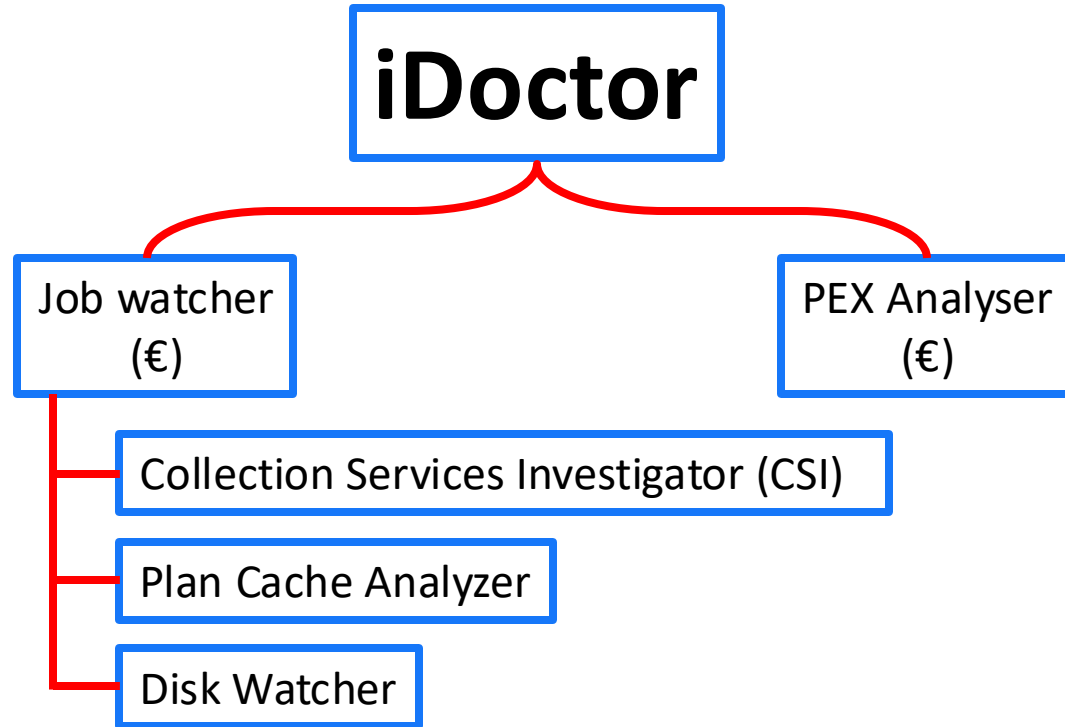 iDoctor
Job watcher
(€)
PEX Analyser
(€)
Collection Services Investigator (CSI)
Plan Cache Analyzer
Disk Watcher